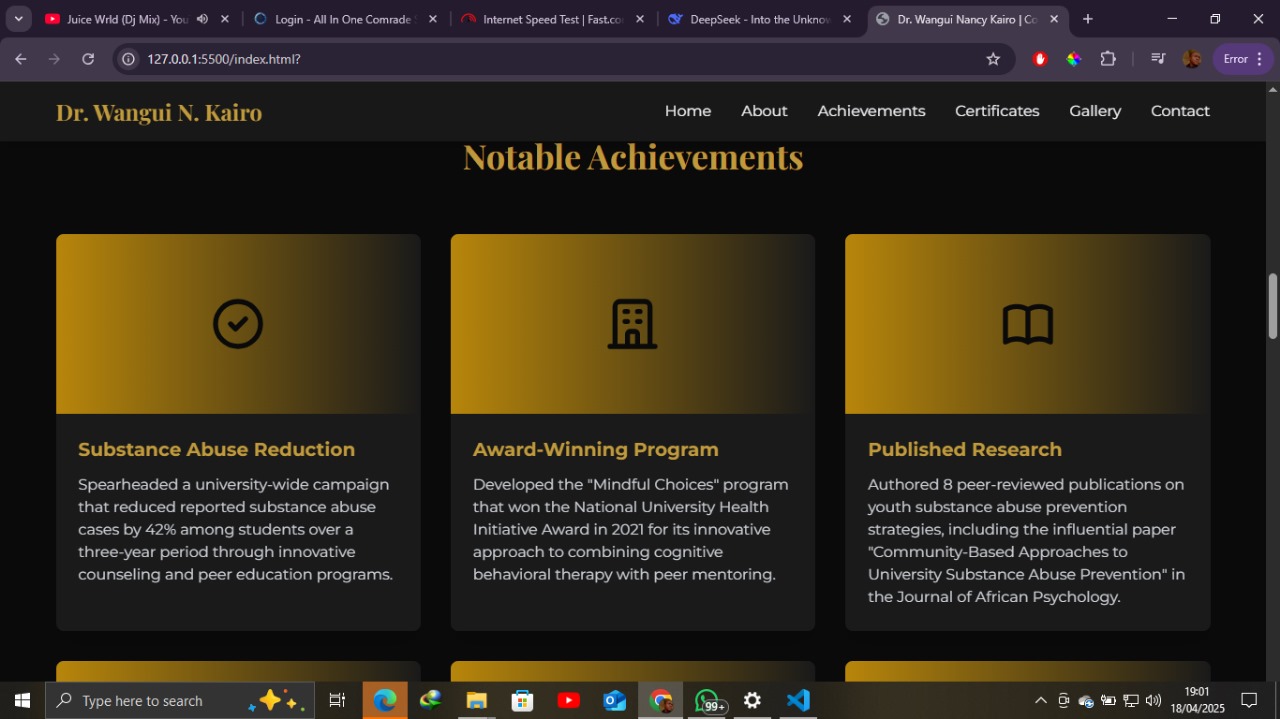 Juice Wrld (Dj Mix) - You
Login - All In One Comrade S
Internet Speed Test | Fast.co
DeepSeek - Into the Unknow
Dr. Wangui Nancy Kairo | Co
127.0.0.1:5500/index.html?
Error
Dr. Wangui N. Kairo
Home About Achievements Certificates Gallery Contact
Notable Achievements
Substance Abuse Reduction
Spearheaded a university-wide campaign
that reduced reported substance abuse
cases by 42% among students over a
three-year period through innovative
counseling and peer education programs.
Award-Winning Program
Developed the "Mindful Choices" program
that won the National University Health
Initiative Award in 2021 for its innovative
approach to combining cognitive
behavioral therapy with peer mentoring.
Published Research
Authored 8 peer-reviewed publications on
youth substance abuse prevention
strategies, including the influential paper
"Community-Based Approaches to
University Substance Abuse Prevention" in
the Journal of African Psychology.
Type here to search
99+
19:01
18/04/2025